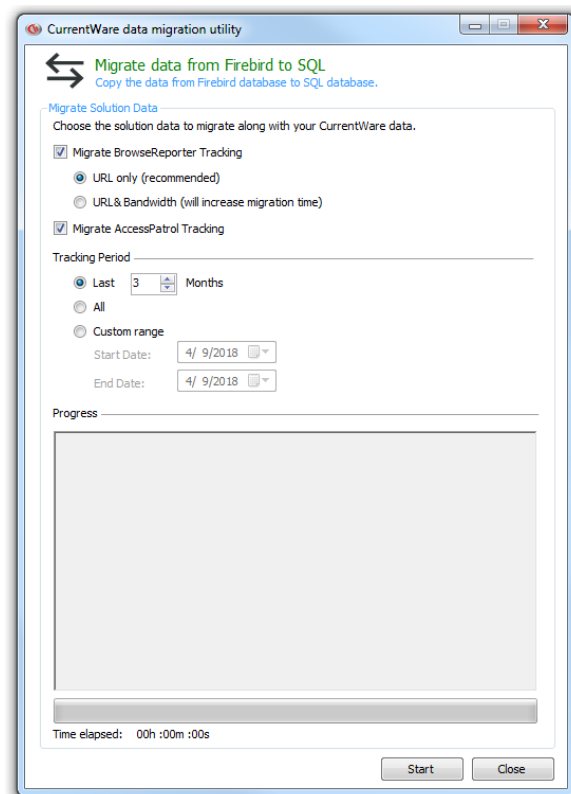 CurrentWare data migration utility
Migrate data from Firebird to SQL
Copy the data from Firebird database to SQL database.
Migrate Solution Data
Choose the solution data to migrate along with your CurrentWare data.
Migrate BrowseReporter Tracking
URL only (recommended)
URL& Bandwidth (will increase migration time)
Migrate AccessPatrol Tracking
Tracking Period
Last 3 Months
All
Custom range
Start Date: 4/ 9/2018
End Date: 4/ 9/2018
Progress
Time elapsed: 00h :00m :00s
Start Close